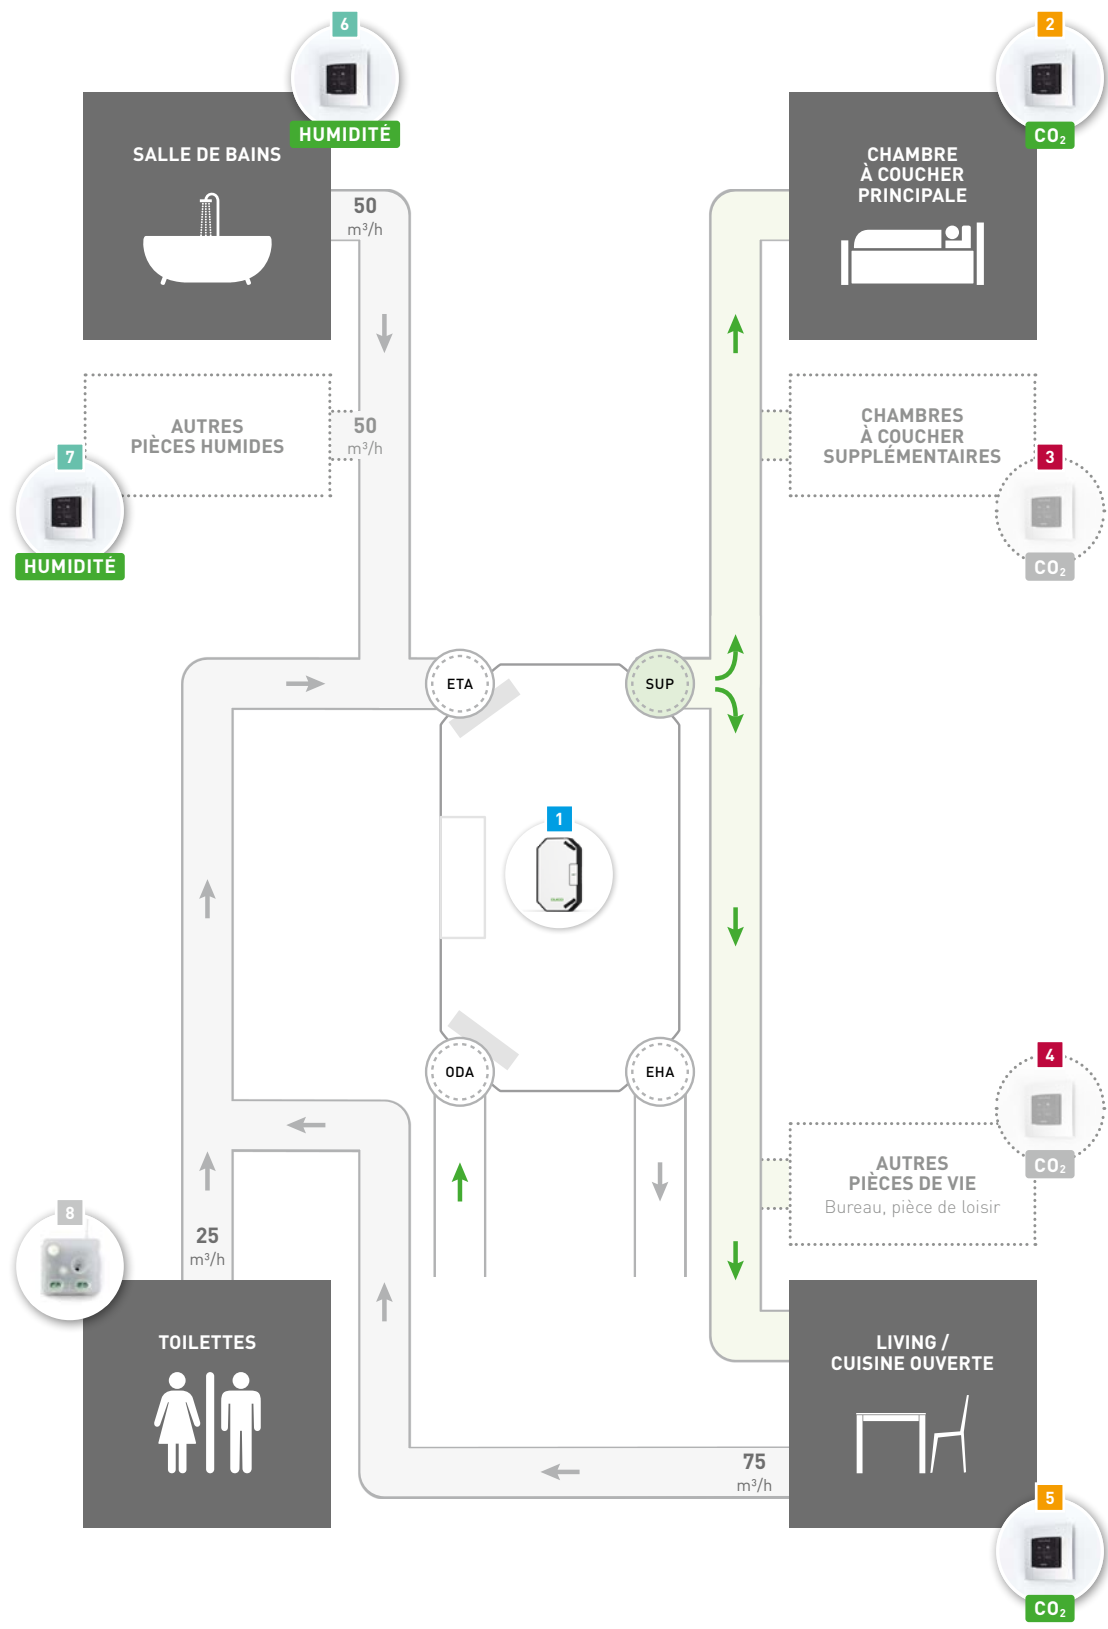 6
HUMIDITÉ
SALLE DE BAINS
50
m³/h
2
CO₂
CHAMBRE
À COUCHER
PRINCIPALE
AUTRES
PIÈCES HUMIDES
50
m³/h
7
HUMIDITÉ
CHAMBRES
À COUCHER
SUPPLÉMENTAIRES
3
CO₂
ETA
SUP
1
ODA
EHA
4
CO₂
AUTRES
PIÈCES DE VIE
Bureau, pièce de loisir
8
25
m³/h
TOILETTES
LIVING /
CUISINE OUVERTE
75
m³/h
5
CO₂